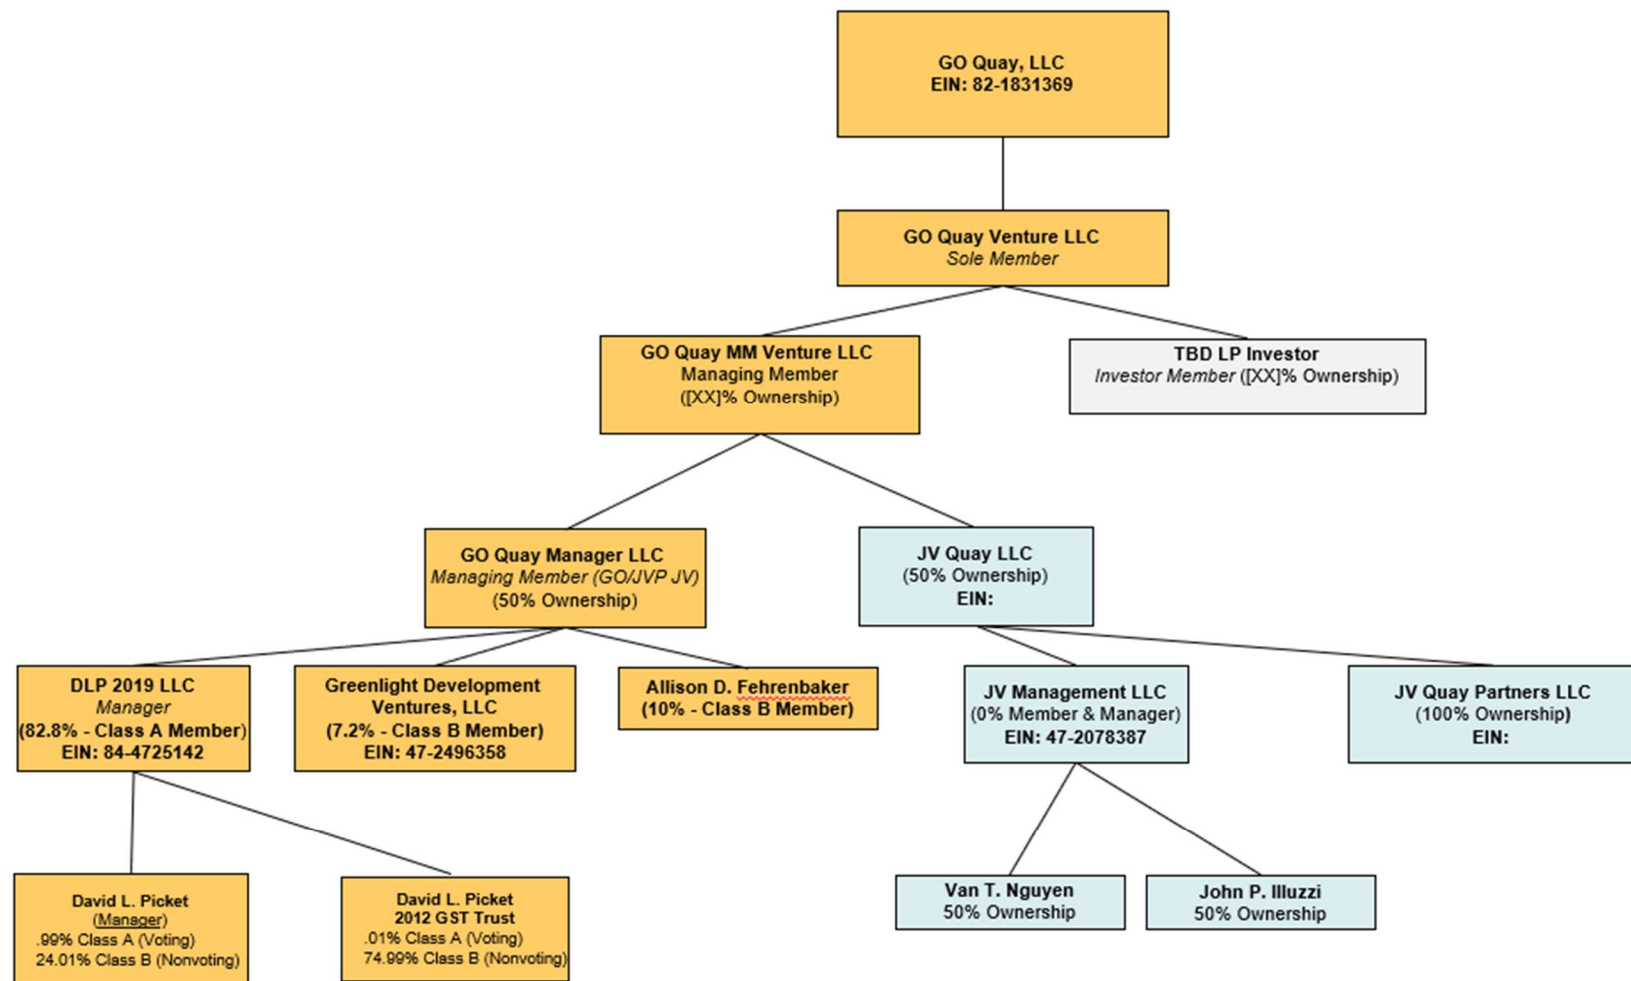 GO Quay, LLC
EIN: 82-1831369
GO Quay Venture LLC
Sole Member
GO Quay MM Venture LLC
Managing Member
([XX]% Ownership)
TBD LP Investor
Investor Member ([XX]% Ownership)
GO Quay Manager LLC
Managing Member (GO/JVP JV)
(50% Ownership)
JV Quay LLC
(50% Ownership)
EIN:
DLP 2019 LLC
Manager
(82.8% - Class A Member)
EIN: 84-4725142
Greenlight Development
Ventures, LLC
(7.2% - Class B Member)
EIN: 47-2496358
Allison D. Fehrenbaker
(10% - Class B Member)
JV Management LLC
(0% Member & Manager)
EIN: 47-2078387
JV Quay Partners LLC
(100% Ownership)
EIN:
David L. Picket
(Manager)
.99% Class A (Voting)
24.01% Class B (Nonvoting)
David L. Picket
2012 GST Trust
.01% Class A (Voting)
74.99% Class B (Nonvoting)
Van T. Nguyen
50% Ownership
John P. Illuzzi
50% Ownership